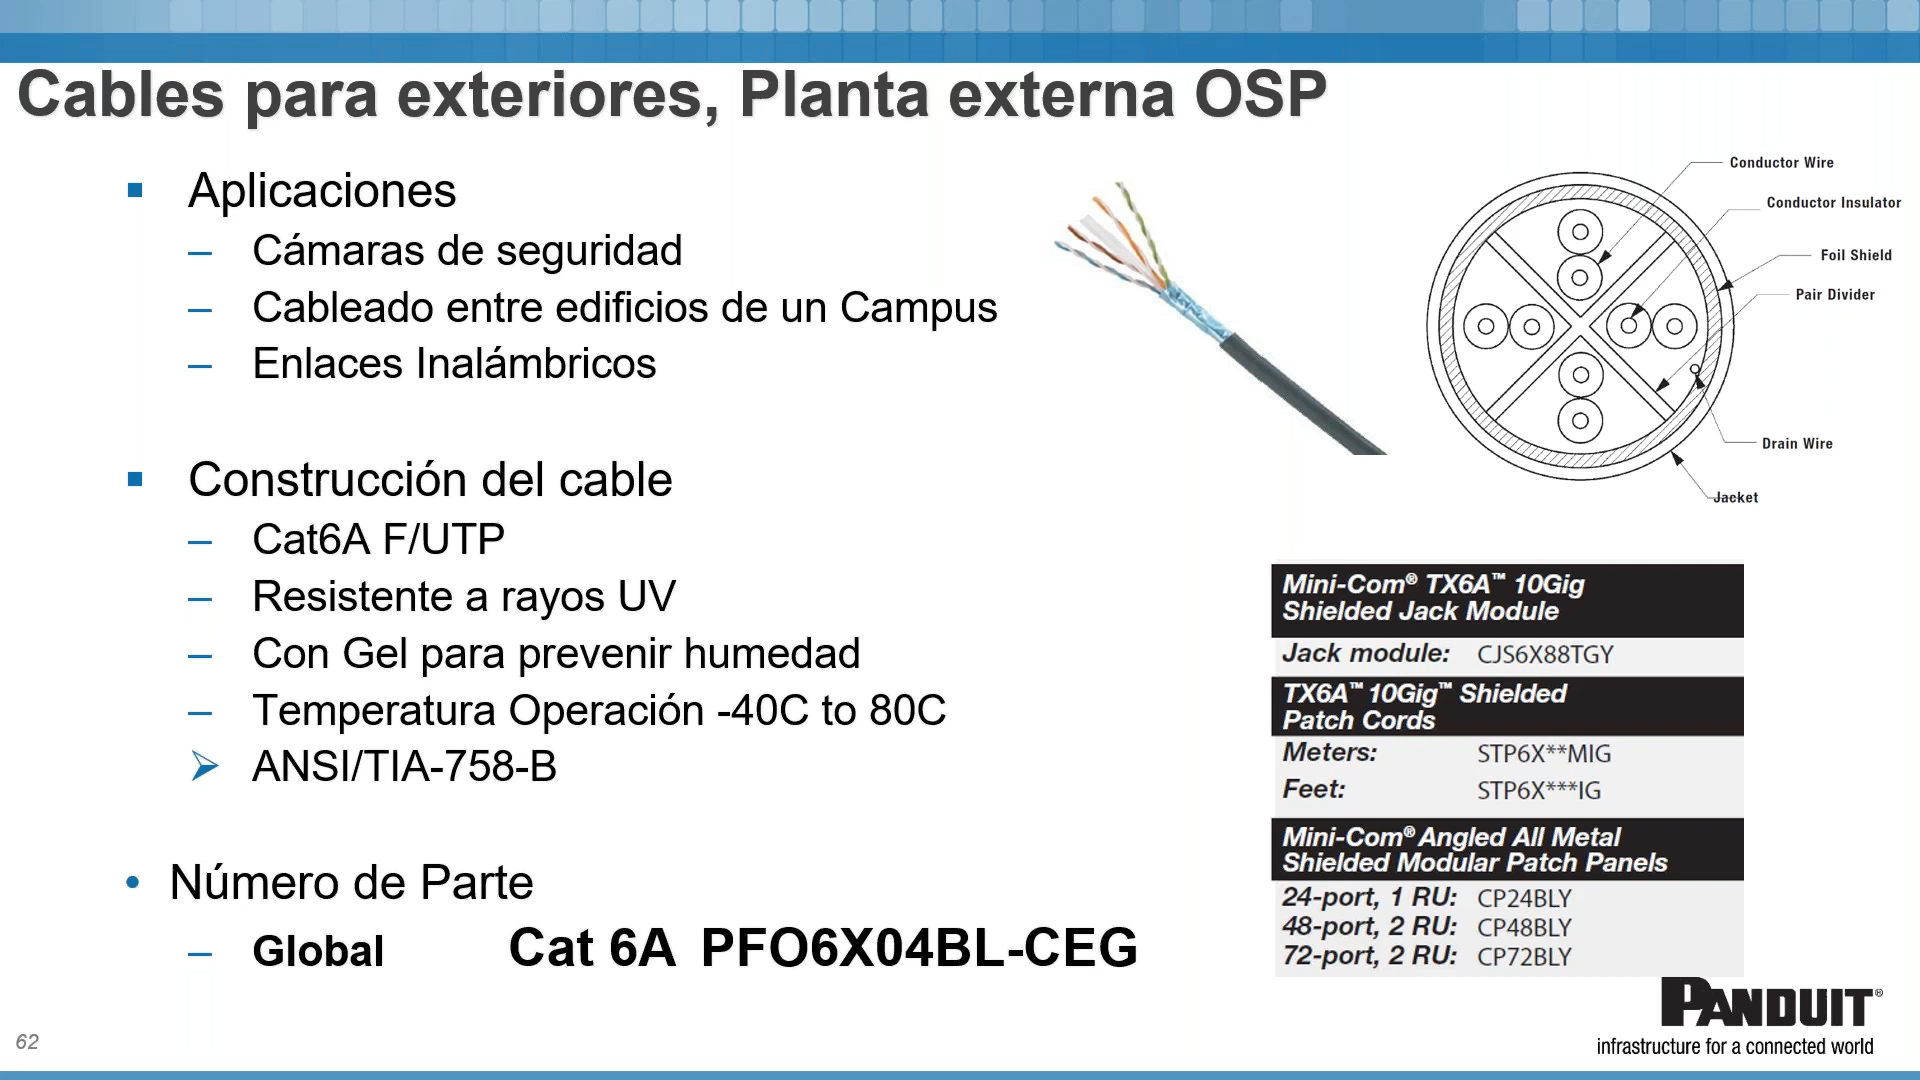 Cables para exteriores, Planta externa OSP
▪ Aplicaciones
– Cámaras de seguridad
– Cableado entre edificios de un Campus
– Enlaces Inalámbricos
▪ Construcción del cable
– Cat6A F/UTP
– Resistente a rayos UV
– Con Gel para prevenir humedad
– Temperatura Operación -40C to 80C
➢ ANSI/TIA-758-B
• Número de Parte
– Global Cat 6A PFO6X04BL-CEG
Conductor Wire
Conductor Insulator
Foil Shield
Pair Divider
Drain Wire
Jacket
Mini-Com® TX6A™ 10Gig
Shielded Jack Module
Jack module: CJS6X88TGY
TX6A™ 10Gig™ Shielded
Patch Cords
Meters: STP6X**MIG
Feet: STP6X***IG
Mini-Com® Angled All Metal
Shielded Modular Patch Panels
24-port, 1 RU: CP24BLY
48-port, 2 RU: CP48BLY
72-port, 2 RU: CP72BLY
PANDUIT®
infrastructure for a connected world
62